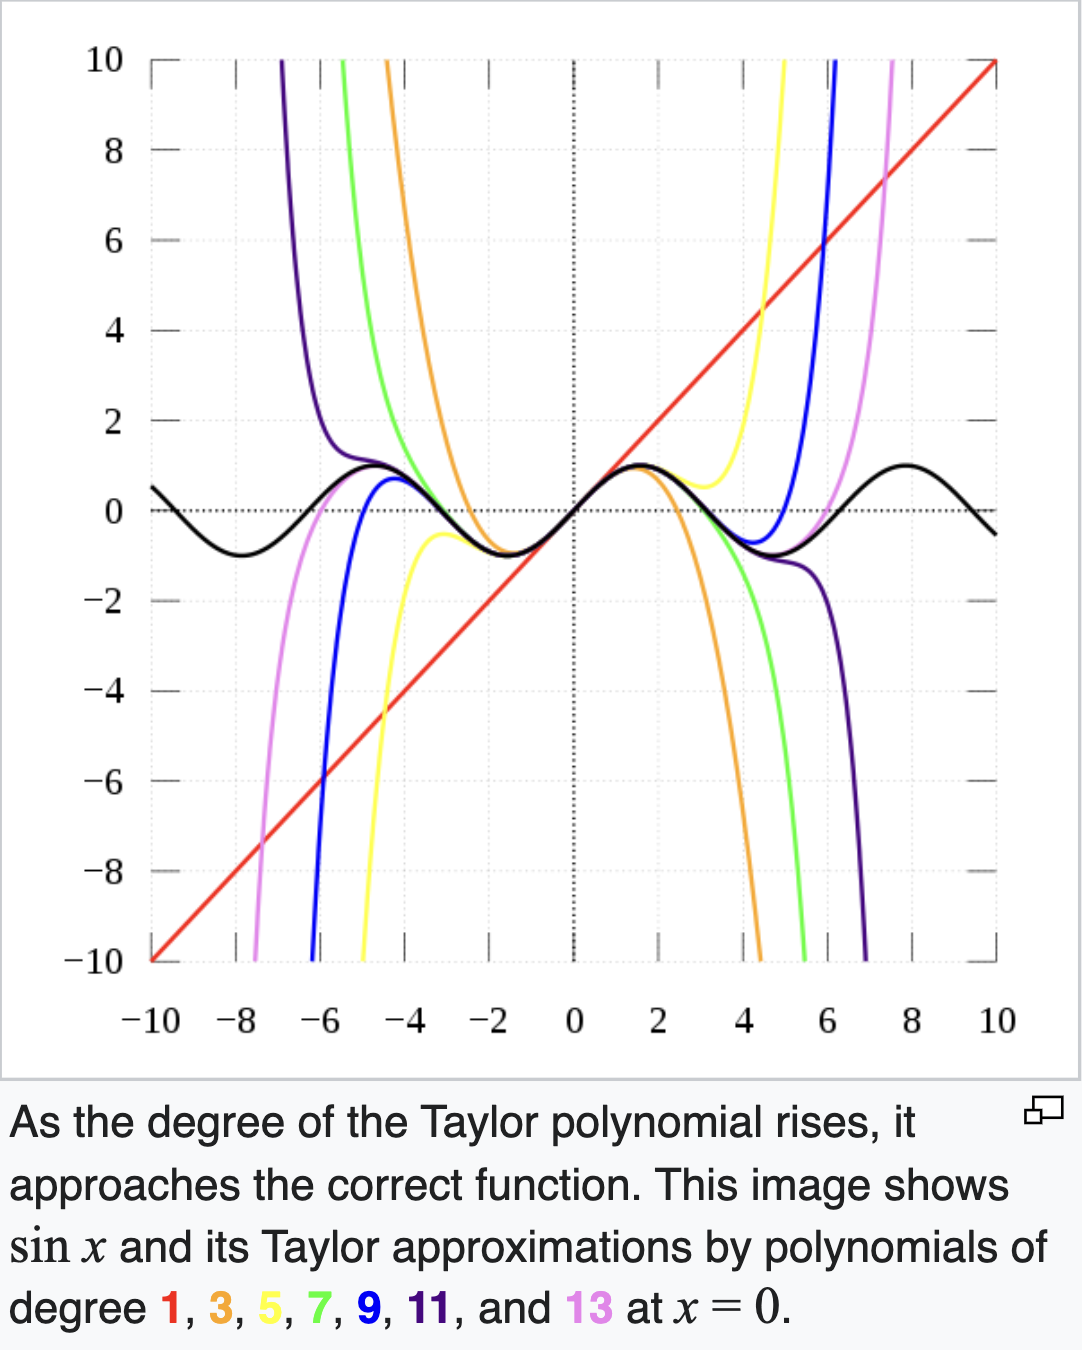 10
8
6
4
2
0
−2
−4
−6
−8
−10
−10 −8 −6 −4 −2 0 2 4 6 8 10
As the degree of the Taylor polynomial rises, it
approaches the correct function. This image shows
sin x and its Taylor approximations by polynomials of
degree 1, 3, 5, 7, 9, 11, and 13 at x = 0.